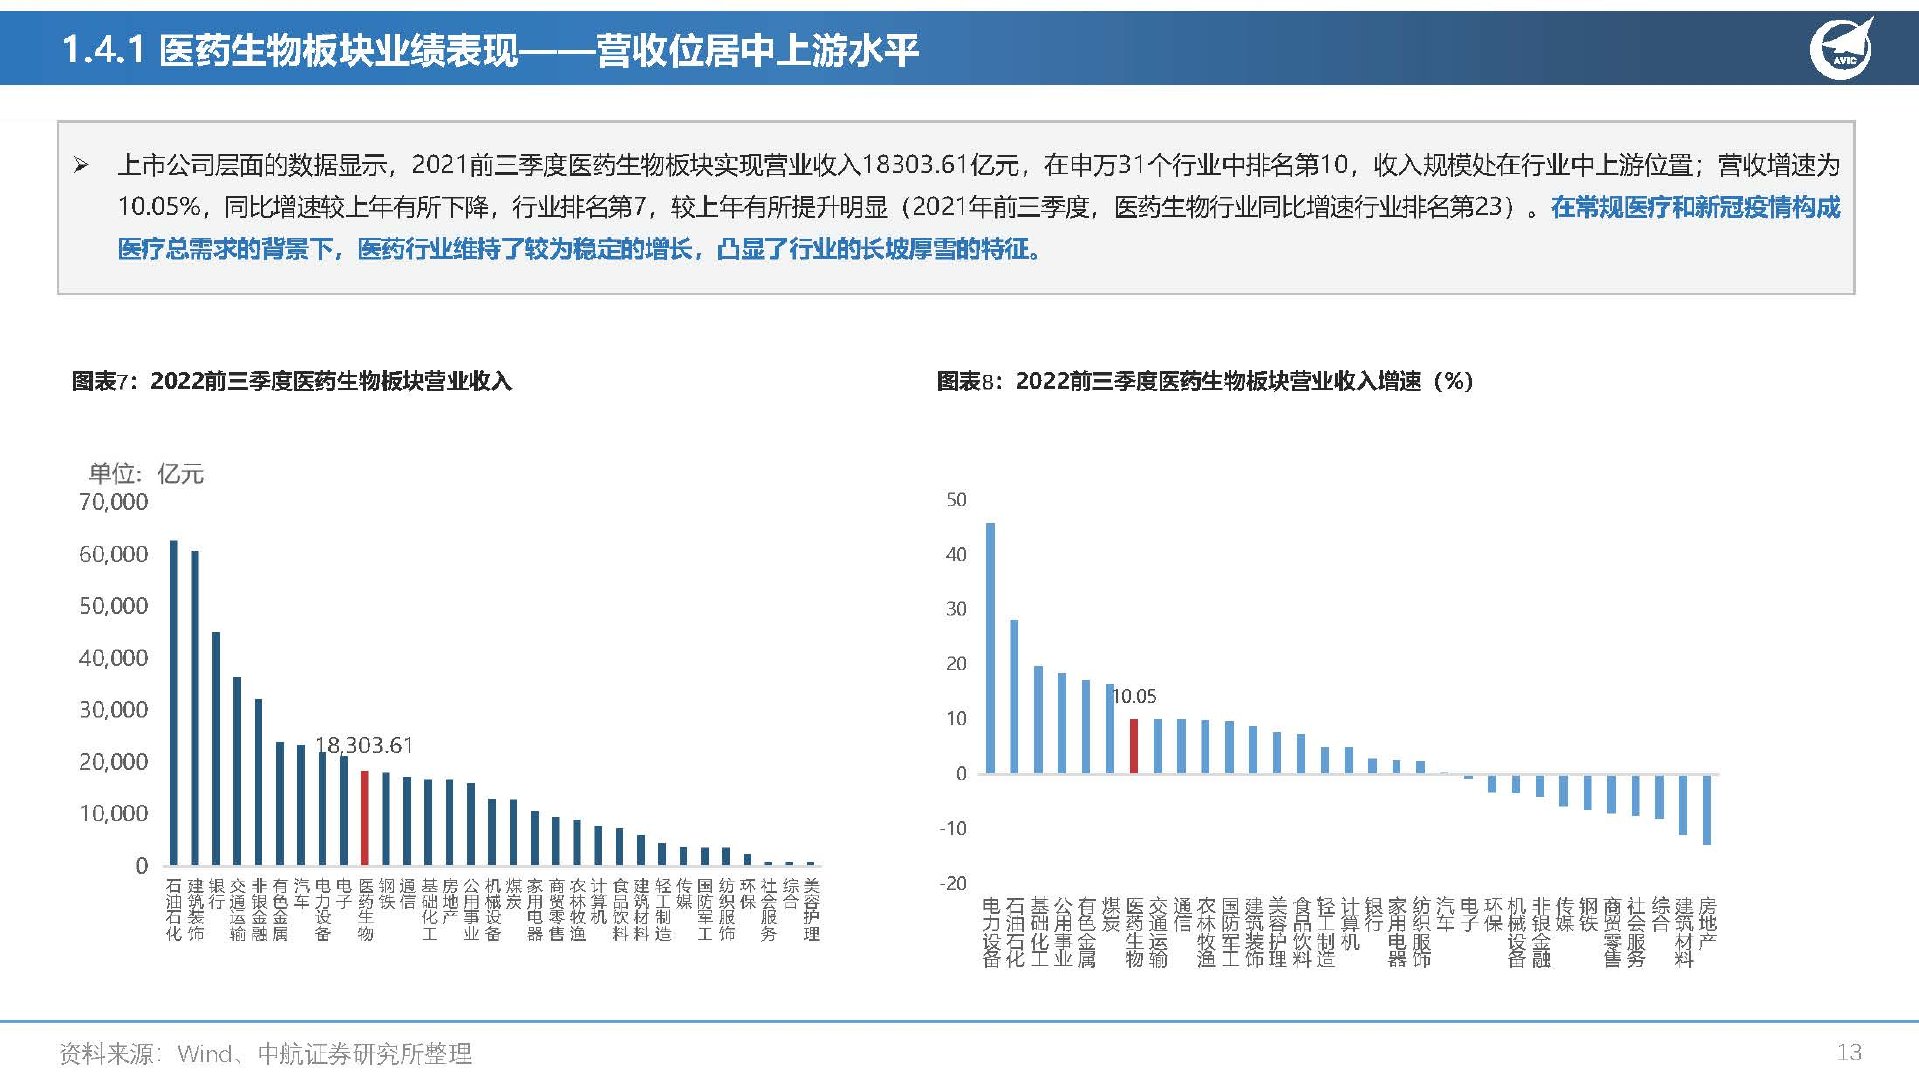 1.4.1 医药生物板块业绩表现——营收位居中上游水平
AVIC
➢ 上市公司层面的数据显示，2021前三季度医药生物板块实现营业收入18303.61亿元，在申万31个行业中排名第10，收入规模处在行业中上游位置；营收增速为
10.05%，同比增速较上年有所下降，行业排名第7，较上年有所提升明显（2021年前三季度，医药生物行业同比增速行业排名第23）。在常规医疗和新冠疫情构成
医疗总需求的背景下，医药行业维持了较为稳定的增长，凸显了行业的长坡厚雪的特征。
图表7：2022前三季度医药生物板块营业收入
单位：亿元
70,000
60,000
50,000
40,000
30,000
20,000
10,000
0
18,303.61
石油石化
建筑装饰
银行
交通运输
非银金融
有色金属
汽车
电力设备
电子
医药生物
钢铁
通信
基础化工
房地产
公用事业
机械设备
煤炭
家用电器
商贸零售
农林牧渔
计算机
食品饮料
建筑材料
轻工制造
传媒
国防军工
纺织服饰
环保
社会服务
综合
美容护理
图表8：2022前三季度医药生物板块营业收入增速（%）
50
40
30
20
10
0
-10
-20
10.05
电力设备
石油石化
基础化工
公用事业
有色金属
煤炭
医药生物
交通运输
通信
农林牧渔
国防军工
建筑装饰
美容护理
食品饮料
轻工制造
计算机
银行
家用电器
纺织服饰
汽车
电子
环保
机械设备
非银金融
传媒
钢铁
商贸零售
社会服务
综合
建筑材料
房地产
资料来源：Wind、中航证券研究所整理
13